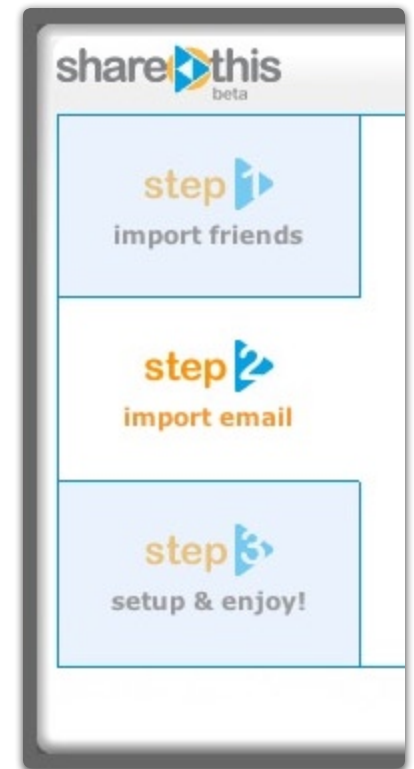 share this
beta
step 1
import friends
step 2
import email
step 3
setup & enjoy!